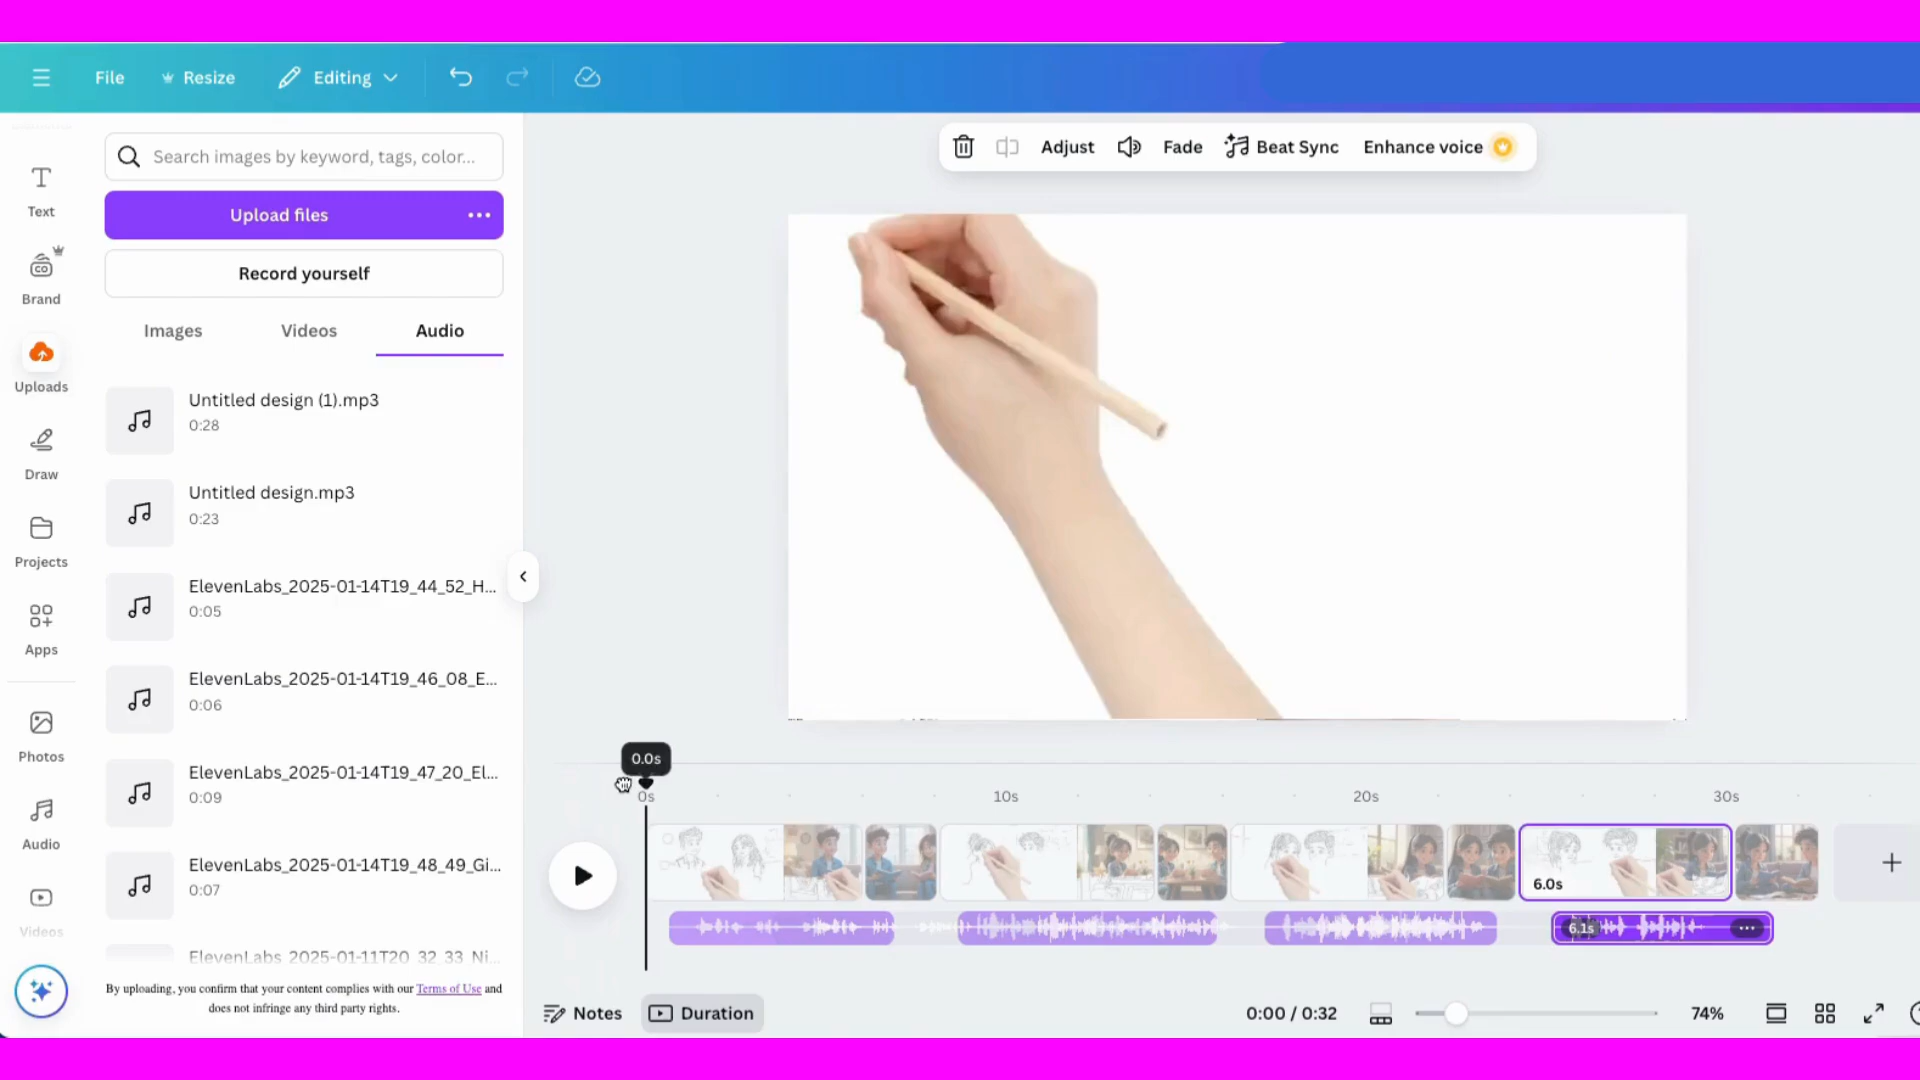 File
Resize
Editing
Search images by keyword, tags, color...
Adjust
Fade
Beat Sync
Enhance voice
Text
Upload files
Brand
CO
Record yourself
Images
Videos
Audio
Uploads
Untitled design (1).mp3
0:28
Draw
Untitled design.mp3
0:23
Projects
ElevenLabs_2025-01-14T19_44_52_H...
0:05
Apps
ElevenLabs_2025-01-14T19_46_08_E...
0:06
Photos
ElevenLabs_2025-01-14T19_47_20_El...
0:09
Audio
ElevenLabs_2025-01-14T19_48_49_Gi...
0:07
Videos
ElevenLabs_2025-01-11T20_32_33_Ni...
By uploading, you confirm that your content complies with our Terms of Use and
does not infringe any third party rights.
0.0s
0s
10s
20s
30s
6.0s
6.1s
Notes
Duration
0:00 / 0:32
74%